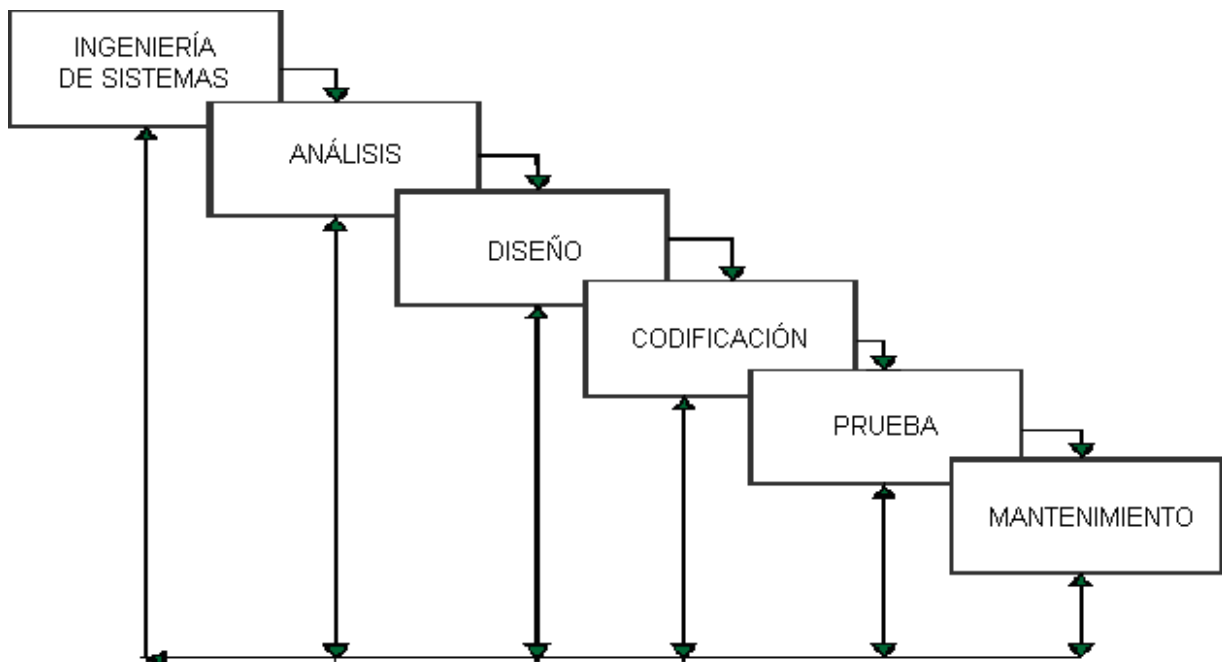 INGENIERÍA
DE SISTEMAS
ANÁLISIS
DISEÑO
CODIFICACIÓN
PRUEBA
MANTENIMIENTO